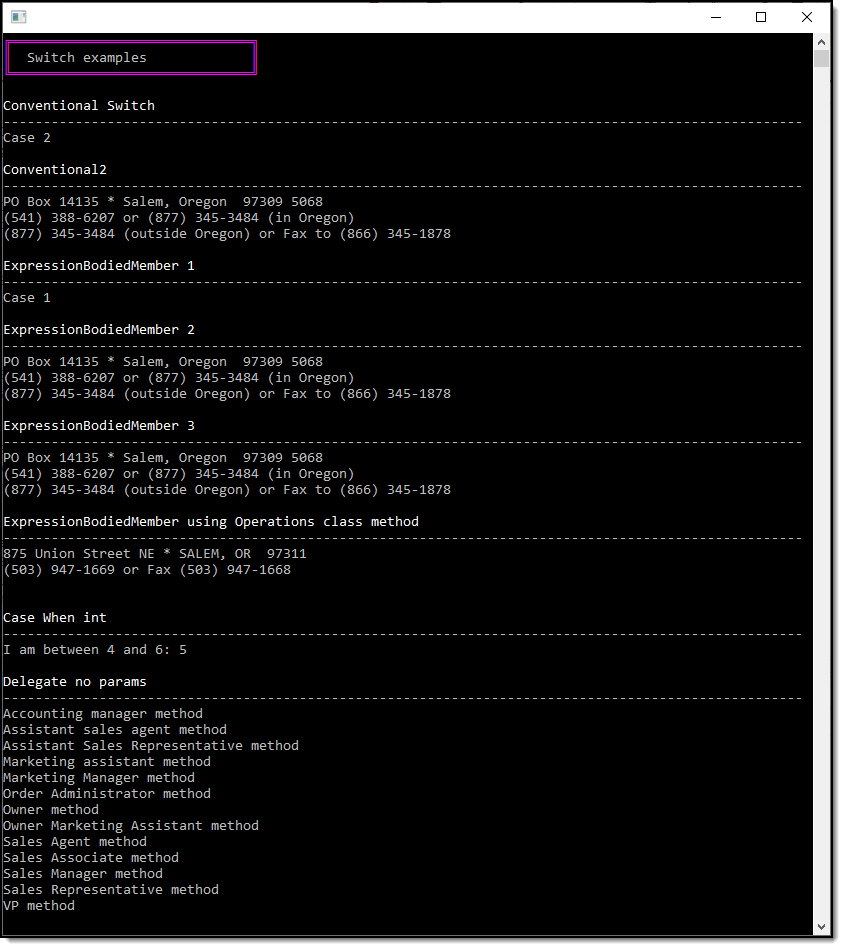 Switch examples
Conventional Switch
----------------------------------------------------------------------------------------------------
Case 2
Conventional2
----------------------------------------------------------------------------------------------------
PO Box 14135 * Salem, Oregon  97309 5068
(541) 388-6207 or (877) 345-3484 (in Oregon)
(877) 345-3484 (outside Oregon) or Fax to (866) 345-1878
ExpressionBodiedMember 1
----------------------------------------------------------------------------------------------------
Case 1
ExpressionBodiedMember 2
----------------------------------------------------------------------------------------------------
PO Box 14135 * Salem, Oregon  97309 5068
(541) 388-6207 or (877) 345-3484 (in Oregon)
(877) 345-3484 (outside Oregon) or Fax to (866) 345-1878
ExpressionBodiedMember 3
----------------------------------------------------------------------------------------------------
PO Box 14135 * Salem, Oregon  97309 5068
(541) 388-6207 or (877) 345-3484 (in Oregon)
(877) 345-3484 (outside Oregon) or Fax to (866) 345-1878
ExpressionBodiedMember using Operations class method
----------------------------------------------------------------------------------------------------
875 Union Street NE * SALEM, OR  97311
(503) 947-1669 or Fax (503) 947-1668
Case When int
----------------------------------------------------------------------------------------------------
I am between 4 and 6: 5
Delegate no params
----------------------------------------------------------------------------------------------------
Accounting manager method
Assistant sales agent method
Assistant Sales Representative method
Marketing assistant method
Marketing Manager method
Order Administrator method
Owner method
Owner Marketing Assistant method
Sales Agent method
Sales Associate method
Sales Manager method
Sales Representative method
VP method